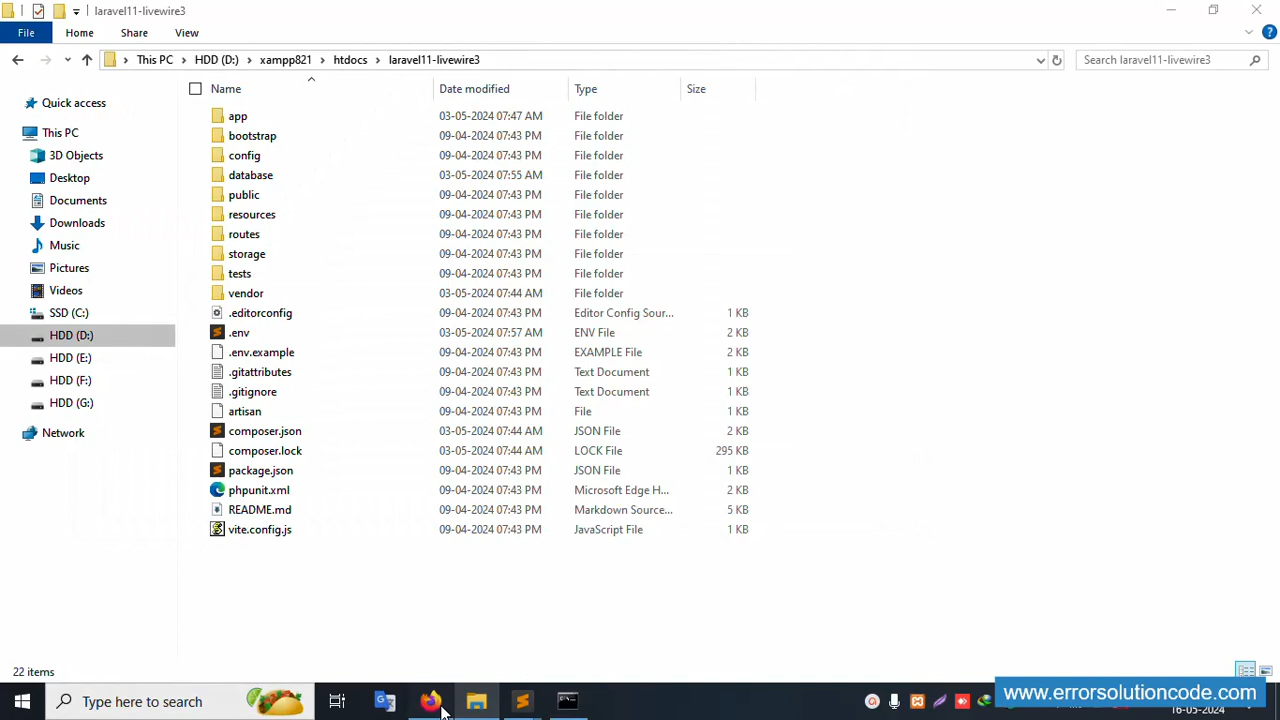 laravel11-livewire3
File Home Share View
This PC HDD (D:) xampp821 htdocs laravel11-livewire3 Search laravel11-livewire3
Name Date modified Type Size
Quick access
This PC
3D Objects
Desktop
Documents
Downloads
Music
Pictures
Videos
SSD (C:)
HDD (D:)
HDD (E:)
HDD (F:)
HDD (G:)
Network
app 03-05-2024 07:47 AM File folder
bootstrap 09-04-2024 07:43 PM File folder
config 09-04-2024 07:43 PM File folder
database 03-05-2024 07:55 AM File folder
public 09-04-2024 07:43 PM File folder
resources 09-04-2024 07:43 PM File folder
routes 09-04-2024 07:43 PM File folder
storage 09-04-2024 07:43 PM File folder
tests 09-04-2024 07:43 PM File folder
vendor 03-05-2024 07:44 AM File folder
.editorconfig 09-04-2024 07:43 PM Editor Config Sour... 1 KB
.env 03-05-2024 07:57 AM ENV File 2 KB
.env.example 09-04-2024 07:43 PM EXAMPLE File 2 KB
.gitattributes 09-04-2024 07:43 PM Text Document 1 KB
.gitignore 09-04-2024 07:43 PM Text Document 1 KB
artisan 09-04-2024 07:43 PM File 1 KB
composer.json 03-05-2024 07:44 AM JSON File 2 KB
composer.lock 03-05-2024 07:44 AM LOCK File 295 KB
package.json 09-04-2024 07:43 PM JSON File 1 KB
phpunit.xml 09-04-2024 07:43 PM Microsoft Edge H... 2 KB
README.md 09-04-2024 07:43 PM Markdown Source... 5 KB
vite.config.js 09-04-2024 07:43 PM JavaScript File 1 KB
22 items
Type here to search
www.errorsolutioncode.com
16-05-2024